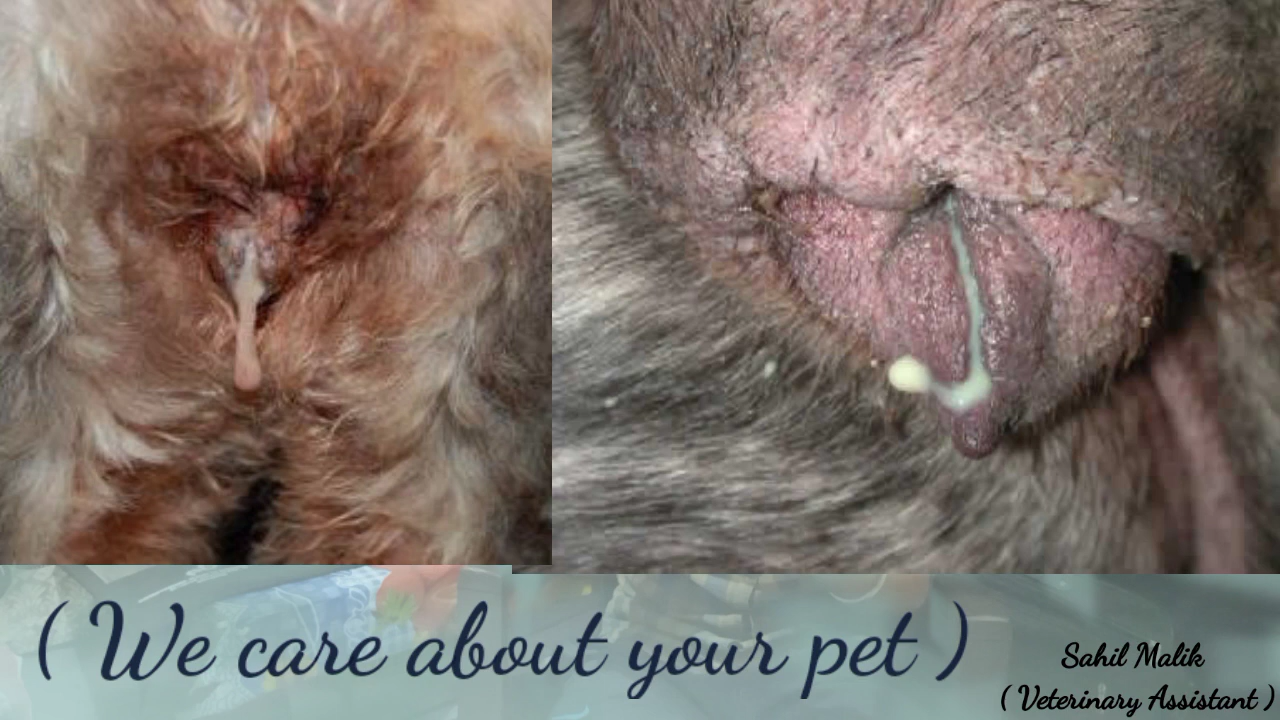 ( We care about your pet )
Sahil Malik
( Veterinary Assistant )